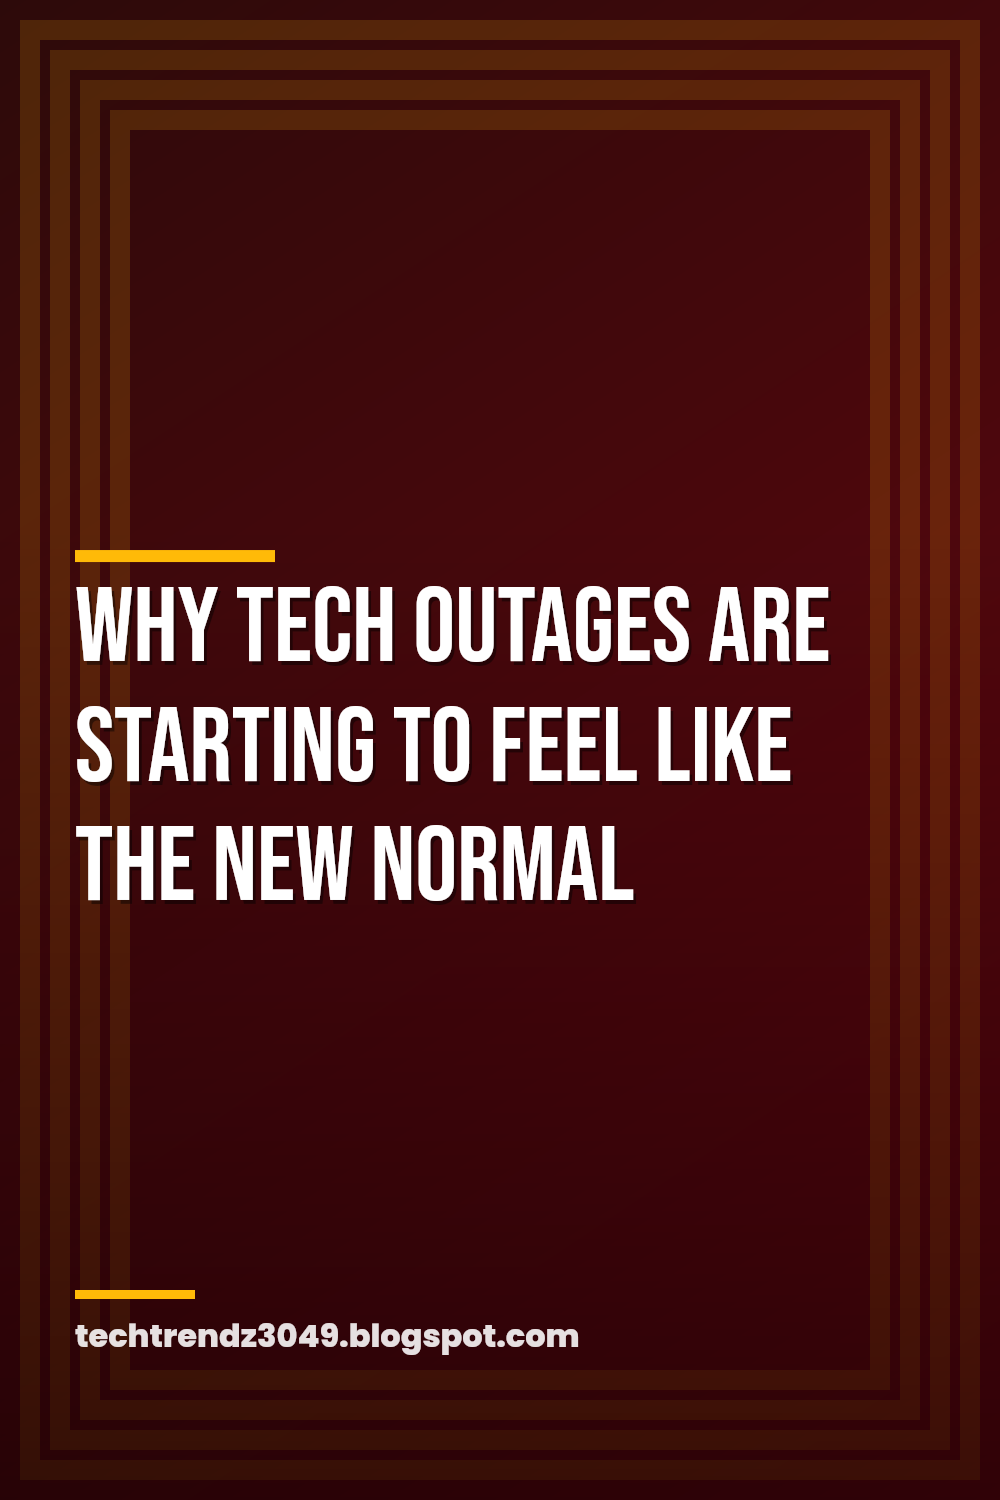 WHY TECH OUTAGES ARE
STARTING TO FEEL LIKE
THE NEW NORMAL
techtrendz3049.blogspot.com